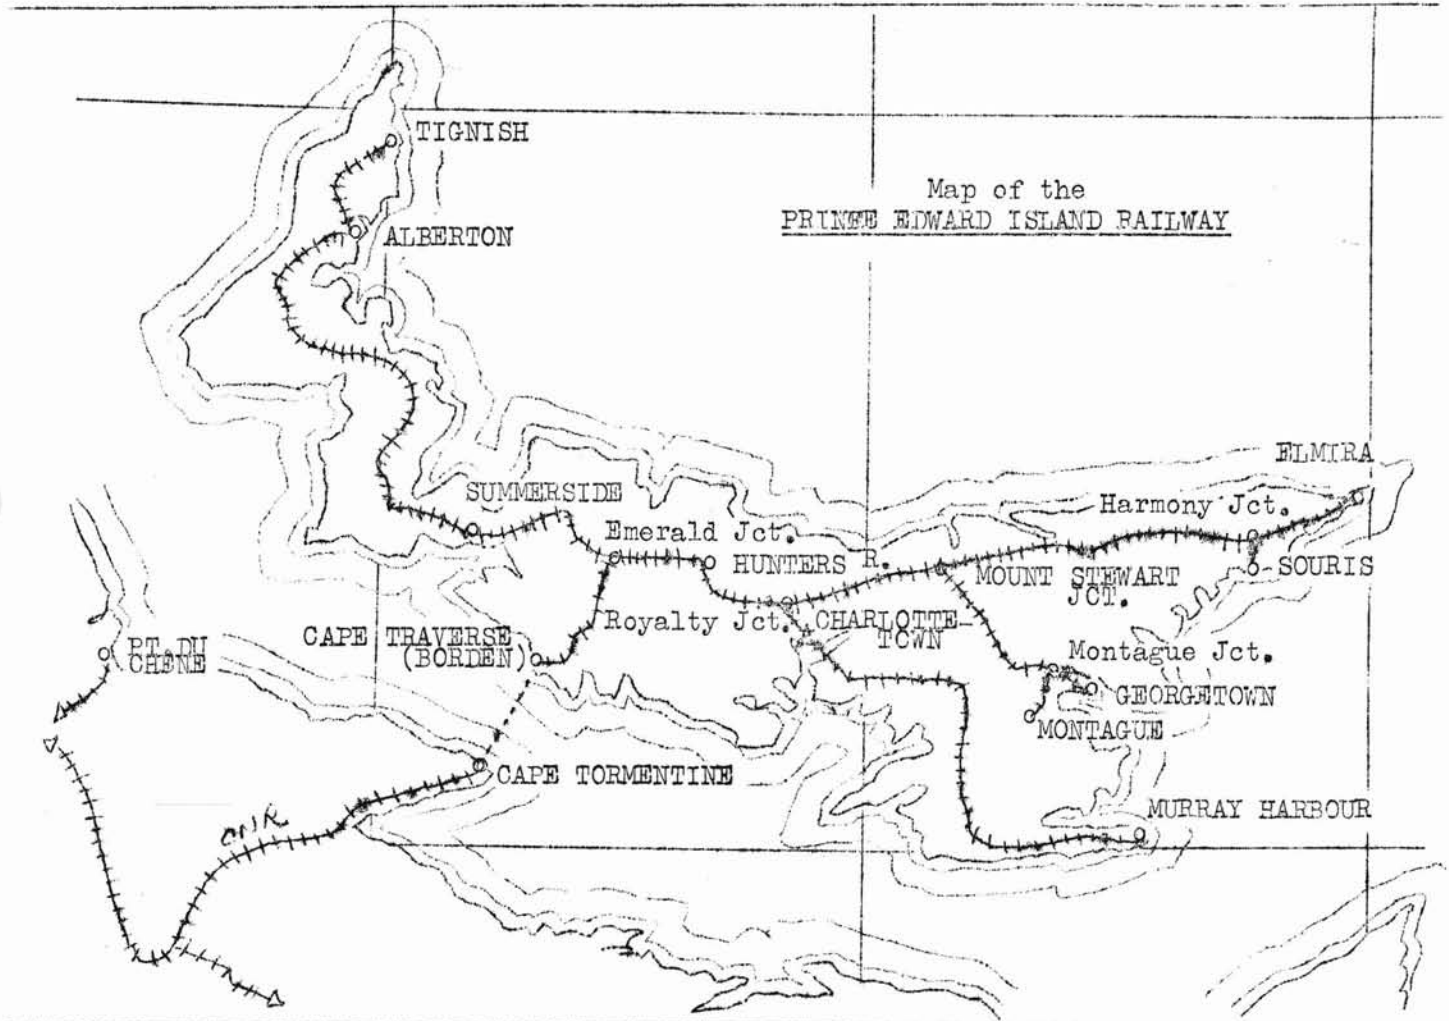 TIGNISH
Map of the
PRINCE EDWARD ISLAND RAILWAY
ALBERTON
ELMIRA
SUMMERSIDE
Harmony Jct.
Emerald Jct.
HUNTERS R.
SOURIS
MOUNT STEWART
JCT.
Royalty Jct.
CHARLOTTE-
TOWN
CAPE TRAVERSE
(BORDEN)
PT. DU
CHENE
Montague Jct.
GEORGETOWN
MONTAGUE
CAPE TORMENTINE
MURRAY HARBOUR
CNR